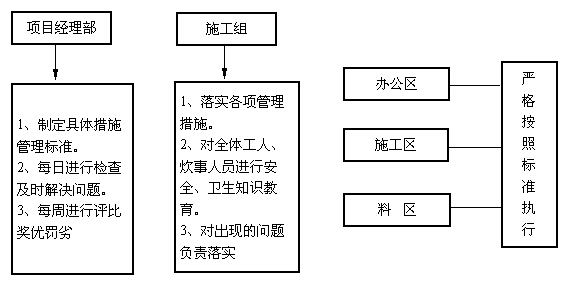 项目经理部
1、制定具体措施
管理标准。
2、每日进行检查
及时解决问题。
3、每周进行评比
奖优罚劣
施工组
1、落实各项管理
措施。
2、对全体工人、
炊事人员进行安
全、卫生知识教
育。
3、对出现的问题
负责落实
办公区
施工区
料 区
严
格
按
照
标
准
执
行